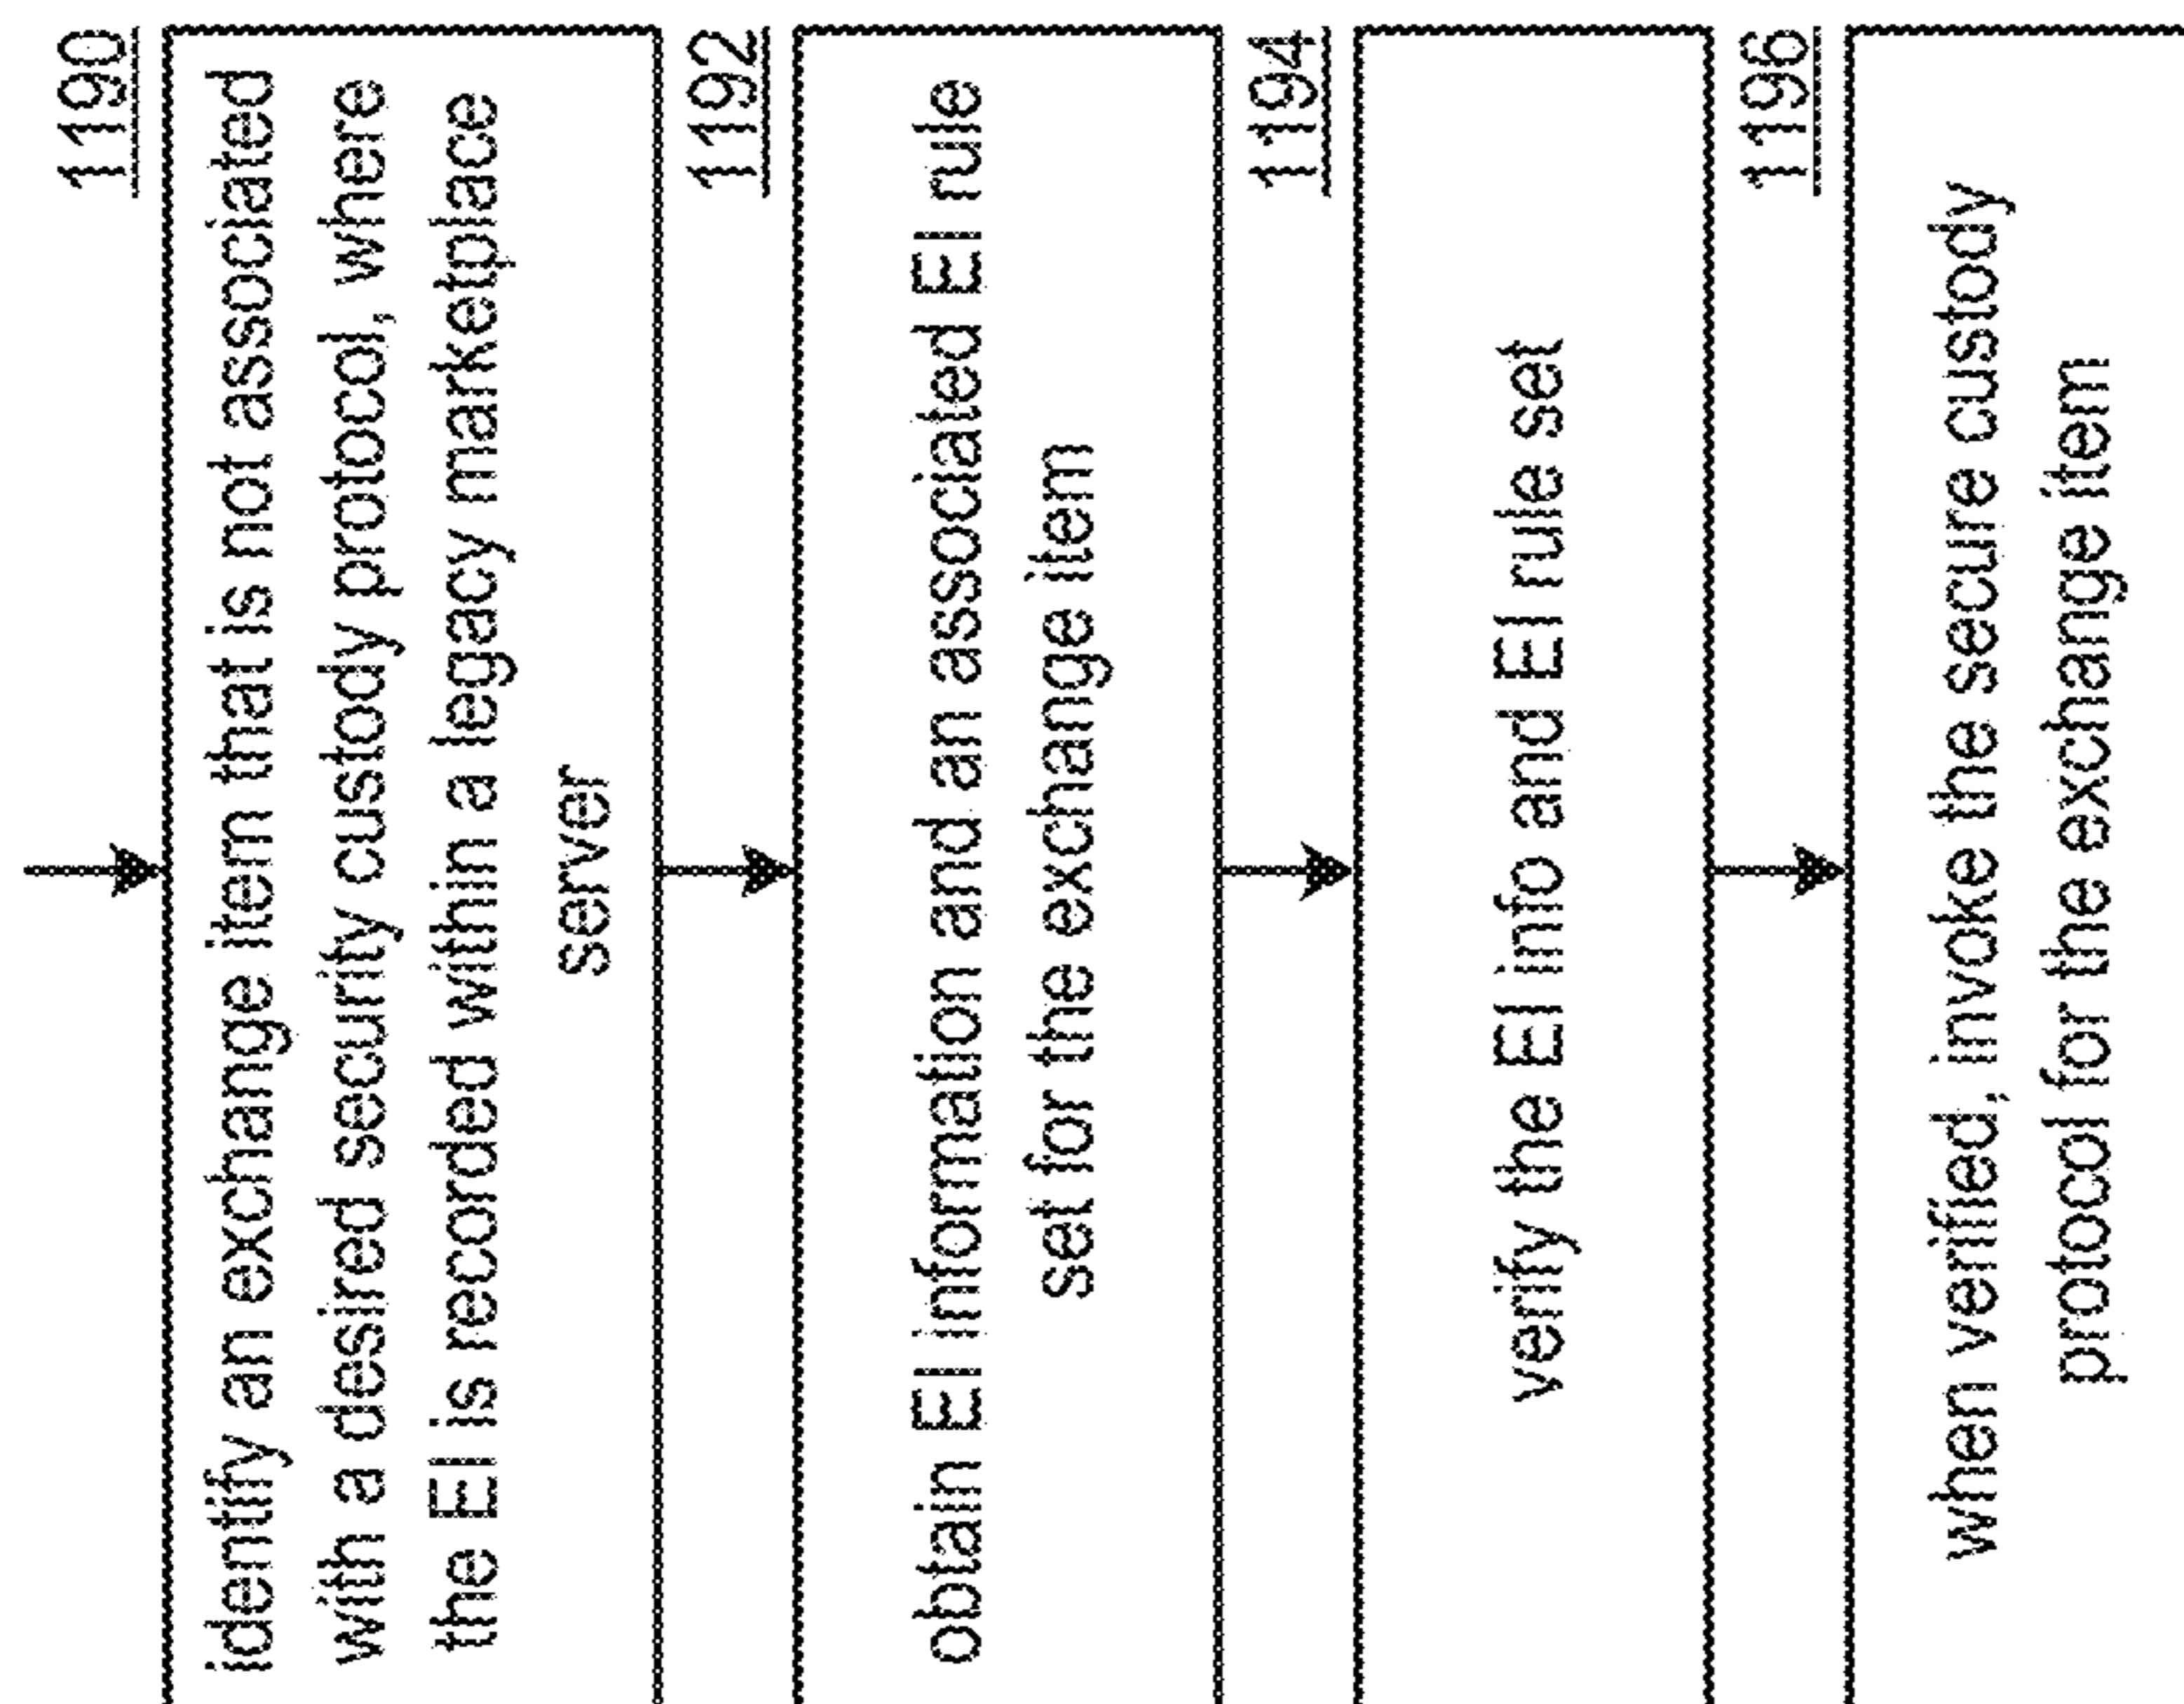 1190
identify an exchange item that is not associated
with a desired security custody protocol, where
the EI is recorded within a legacy marketplace
server
1192
obtain EI information and an associated EI rule
set for the exchange item
1194
verify the EI info and EI rule set
1196
when verified, invoke the secure custody
protocol for the exchange item